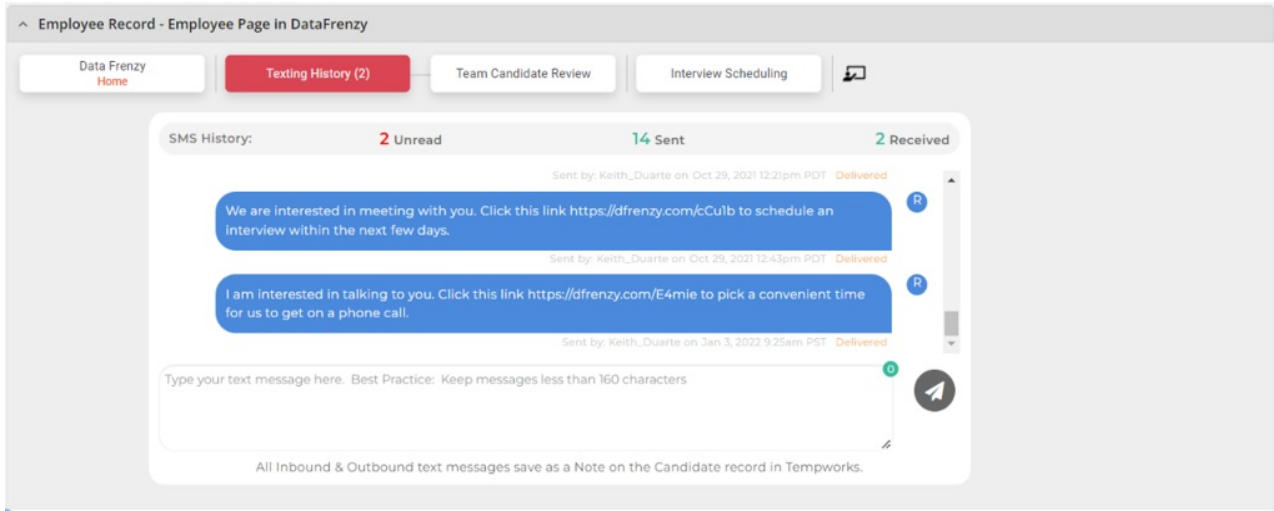 Employee Record - Employee Page in DataFrenzy
Data Frenzy
Home
Texting History (2)
Team Candidate Review
Interview Scheduling
SMS History:
2 Unread
14 Sent
2 Received
Sent by: Keith_Duarte on Oct 29, 2021 12:21pm PDT Delivered
We are interested in meeting with you. Click this link https://dfrenzy.com/cCu1b to schedule an
interview within the next few days.
R
Sent by: Keith_Duarte on Oct 29, 2021 12:43pm PDT Delivered
I am interested in talking to you. Click this link https://dfrenzy.com/E4mie to pick a convenient time
for us to get on a phone call.
R
Sent by: Keith_Duarte on Jan 3, 2022 9:25am PST Delivered
Type your text message here. Best Practice: Keep messages less than 160 characters
0
All Inbound & Outbound text messages save as a Note on the Candidate record in Tempworks.